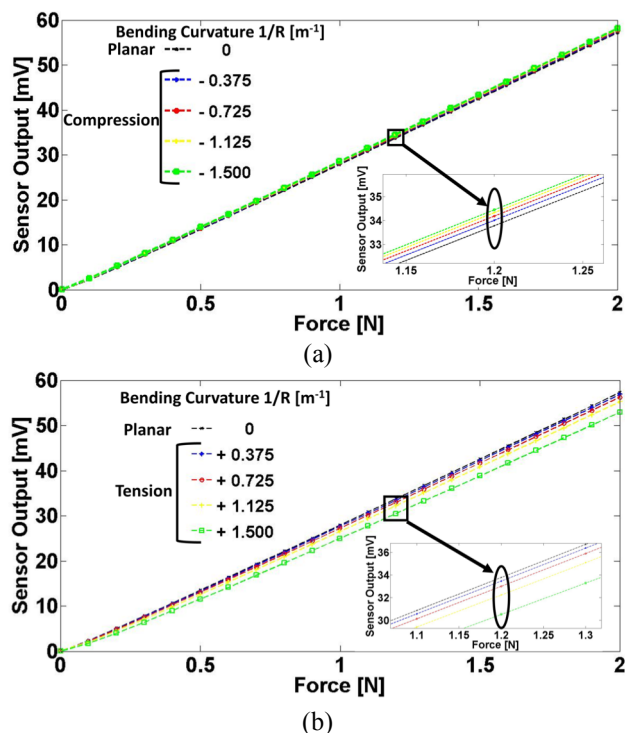 Bending Curvature 1/R [m⁻¹]
Planar 0
Compression
- 0.375
- 0.725
- 1.125
- 1.500
Sensor Output [mV]
60
50
40
30
20
10
0
0 0.5 1 1.5 2
Force [N]
Sensor Output [mV]
35
34
33
1.15 1.2 1.25
Force [N]
(a)
Bending Curvature 1/R [m⁻¹]
Planar 0
Tension
+ 0.375
+ 0.725
+ 1.125
+ 1.500
Sensor Output [mV]
60
50
40
30
20
10
0
0 0.5 1 1.5 2
Force [N]
Sensor Output [mV]
36
34
32
30
1.1 1.150 1.2 1.250 1.3
Force [N]
(b)